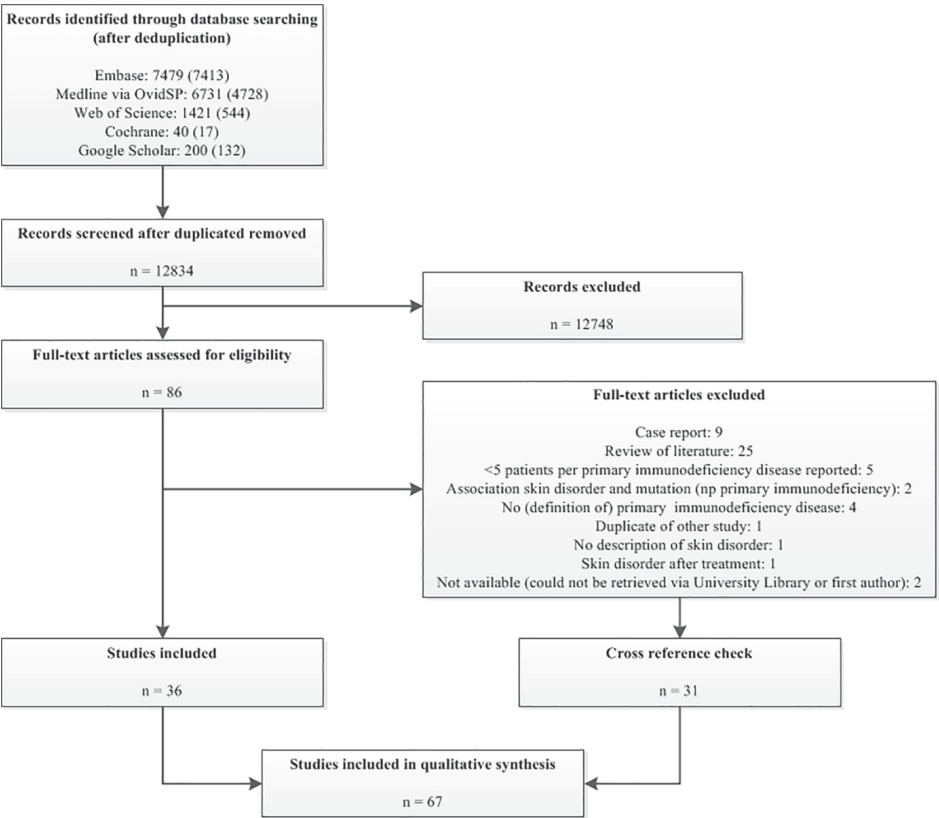 Records identified through database searching
(after deduplication)
Embase: 7479 (7413)
Medline via OvidSP: 6731 (4728)
Web of Science: 1421 (544)
Cochrane: 40 (17)
Google Scholar: 200 (132)
Records screened after duplicated removed
n = 12834
Records excluded
n = 12748
Full-text articles assessed for eligibility
n = 86
Full-text articles excluded
Case report: 9
Review of literature: 25
<5 patients per primary immunodeficiency disease reported: 5
Association skin disorder and mutation (np primary immunodeficiency): 2
No (definition of) primary immunodeficiency disease: 4
Duplicate of other study: 1
No description of skin disorder: 1
Skin disorder after treatment: 1
Not available (could not be retrieved via University Library or first author): 2
Studies included
n = 36
Cross reference check
n = 31
Studies included in qualitative synthesis
n = 67